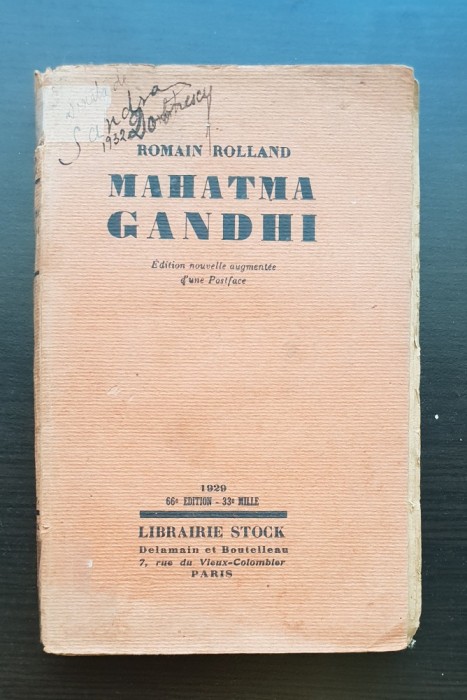 Sandra
1932
ROMAIN ROLLAND
MAHATMA
GANDHI
Édition nouvelle augmentée
d'une Postface
1929
66e EDITION - 33e MILLE
LIBRAIRIE STOCK
Delamain et Boutelleau
7, rue du Vieux-Colombier
PARIS